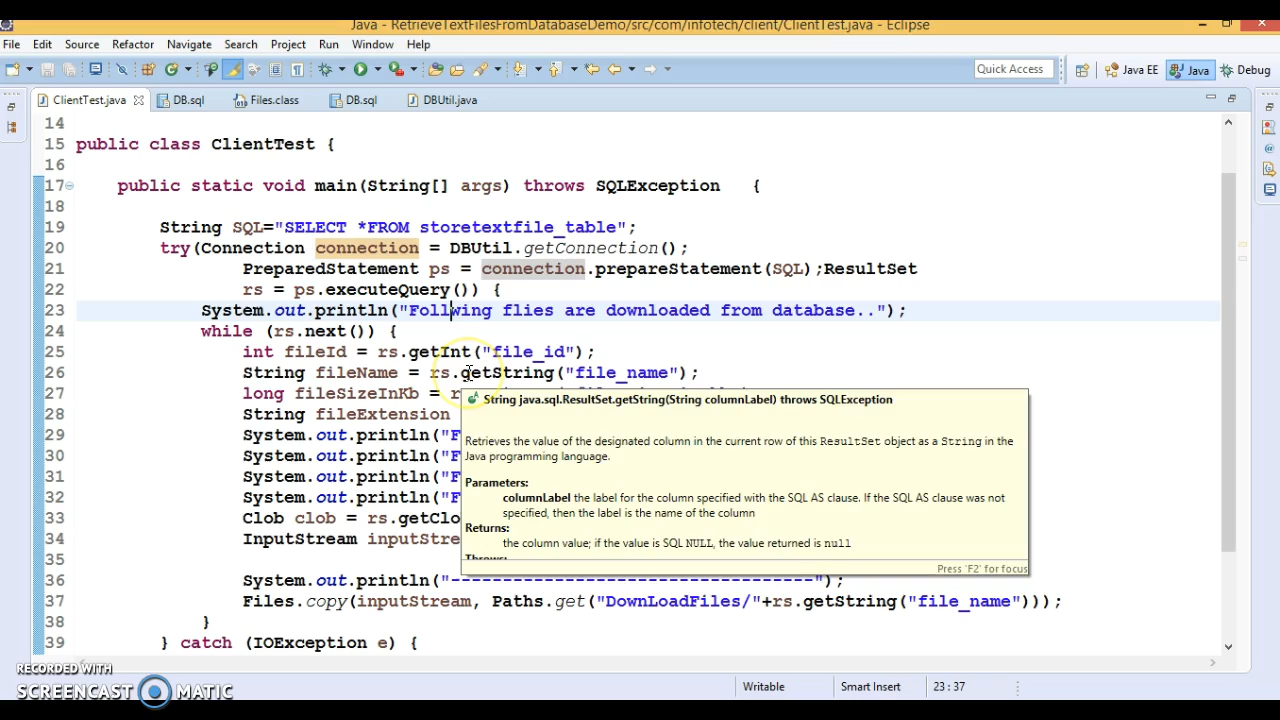 Java - RetrieveTextFilesFromDatabaseDemo/src/com/infotech/client/ClientTest.java - Eclipse
File Edit Source Refactor Navigate Search Project Run Window Help
Quick Access Java EE Java Debug
ClientTest.java DB.sql Files.class DB.sql DBUtil.java
14
15 public class ClientTest {
16
17 public static void main(String[] args) throws SQLException {
18
19 String SQL="SELECT *FROM storetextfile_table";
20 try(Connection connection = DBUtil.getConnection();
21 PreparedStatement ps = connection.prepareStatement(SQL);ResultSet
22 rs = ps.executeQuery()) {
23 System.out.println("Follwing flies are downloaded from database..");
24 while (rs.next()) {
25 int fileId = rs.getInt("file_id");
26 String fileName = rs.getString("file_name");
27 long fileSizeInKb = r
28 String fileExtension
29 System.out.println("F
30 System.out.println("F
31 System.out.println("F
32 System.out.println("F
33 Clob clob = rs.getClo
34 InputStream inputStre
35
36 System.out.println("-----------------------------------");
37 Files.copy(inputStream, Paths.get("DownLoadFiles/"+rs.getString("file_name")));
38 }
39 } catch (IOException e) {
String java.sql.ResultSet.getString(String columnLabel) throws SQLException
Retrieves the value of the designated column in the current row of this ResultSet object as a String in the
Java programming language.
Parameters:
columnLabel the label for the column specified with the SQL AS clause. If the SQL AS clause was not
specified, then the label is the name of the column
Returns:
the column value; if the value is SQL NULL, the value returned is null
Throws:
Press 'F2' for focus
RECORDED WITH
SCREENCAST MATIC
Writable Smart Insert 23 : 37